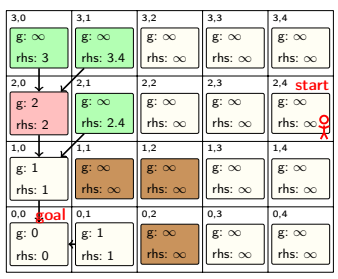 3,0 3,1 3,2 3,3 3,4
g: ∞ g: ∞ g: ∞ g: ∞ g: ∞
rhs: 3 rhs: 3.4 rhs: ∞ rhs: ∞ rhs: ∞
2,0 2,1 2,2 2,3 2,4 start
g: 2 g: ∞ g: ∞ g: ∞ g: ∞
rhs: 2 rhs: 2.4 rhs: ∞ rhs: ∞ rhs: ∞
1,0 1,1 1,2 1,3 1,4
g: 1 g: ∞ g: ∞ g: ∞ g: ∞
rhs: 1 rhs: ∞ rhs: ∞ rhs: ∞ rhs: ∞
0,0 goal 0,1 0,2 0,3 0,4
g: 0 g: 1 g: ∞ g: ∞ g: ∞
rhs: 0 rhs: 1 rhs: ∞ rhs: ∞ rhs: ∞